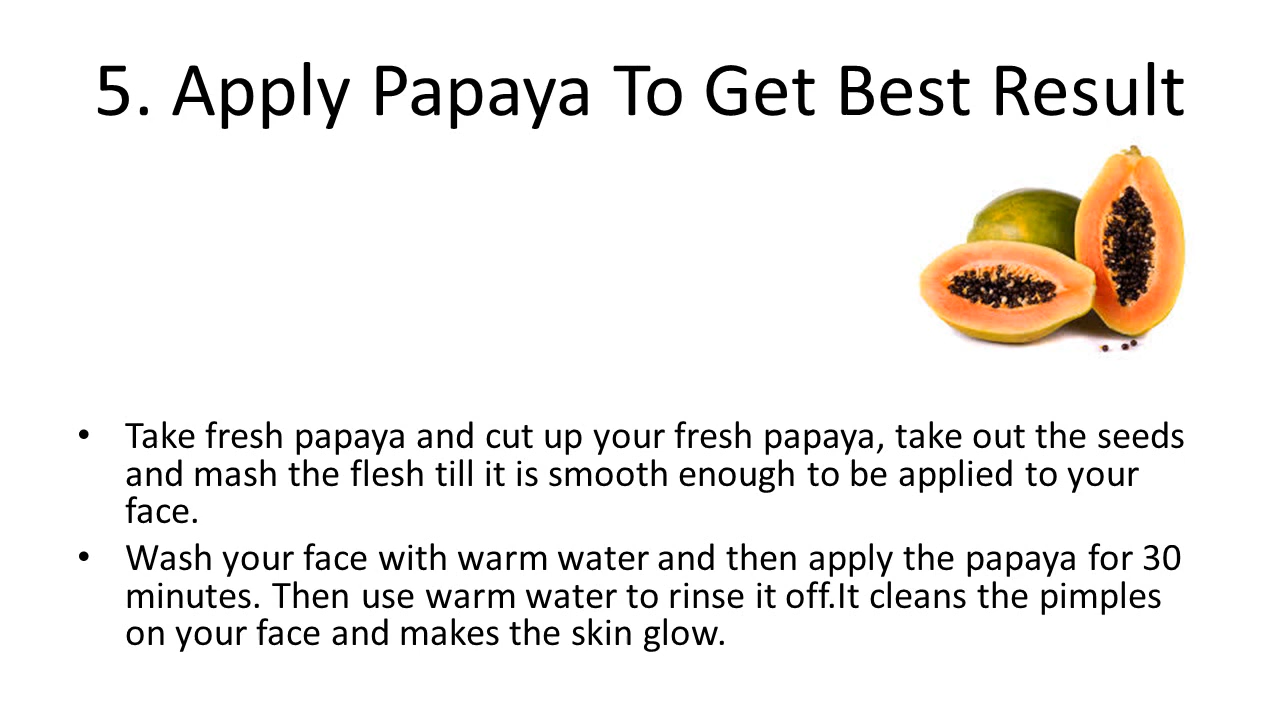 5. Apply Papaya To Get Best Result
• Take fresh papaya and cut up your fresh papaya, take out the seeds
and mash the flesh till it is smooth enough to be applied to your
face.
• Wash your face with warm water and then apply the papaya for 30
minutes. Then use warm water to rinse it off.It cleans the pimples
on your face and makes the skin glow.